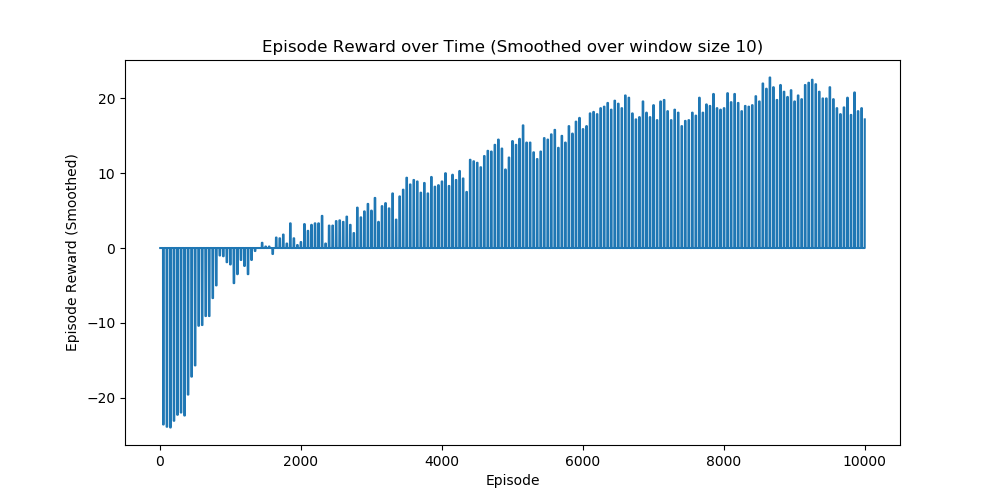 Episode Reward over Time (Smoothed over window size 10)
Episode Reward (Smoothed)
20
10
0
−10
−20
0 2000 4000 6000 8000 10000
Episode